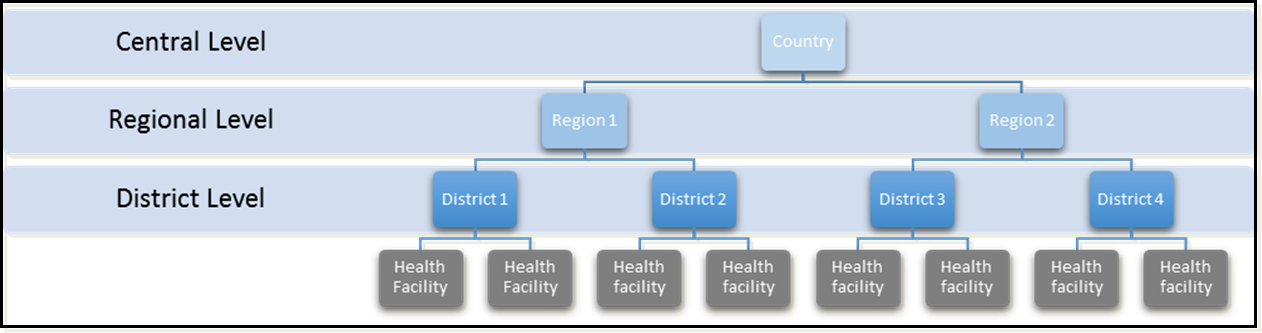 Central Level
Country
Regional Level
Region 1
Region 2
District Level
District 1
District 2
District 3
District 4
Health
Facility
Health
Facility
Health
facility
Health
facility
Health
facility
Health
facility
Health
facility
Health
facility